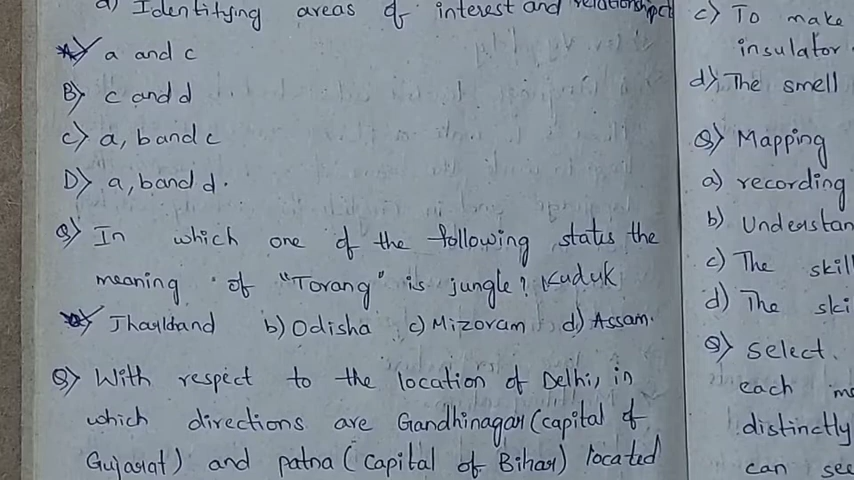 d) Identifying areas of interest and relationship
A) a and c
B) c and d
C) a, b and c
D) a, b and d.
Q) In which one of the following states the
meaning of "Torang" is jungle? Kuduk
a) Jharkhand b) Odisha c) Mizoram d) Assam.
Q) With respect to the location of Delhi, in
which directions are Gandhinagar (capital of
Gujarat) and patna (capital of Bihar) located
c) To make
insulator
d) The smell
Q) Mapping
a) recording
b) Understan
c) The skill
d) The ski
Q) Select
each
distinctly
can see